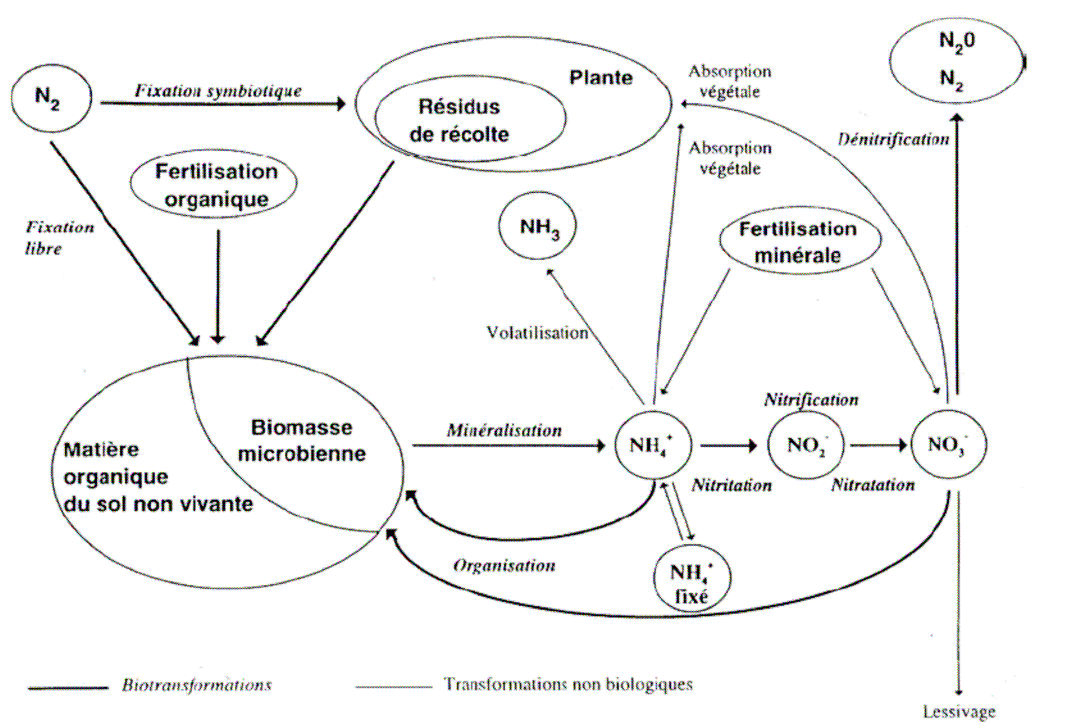 N2O
N2
N2
Fixation symbiotique
Plante
Résidus
de récolte
Absorption
végétale
Absorption
végétale
Dénitrification
Fertilisation
organique
Fixation
libre
NH3
Fertilisation
minérale
Volatilisation
Matière
organique
du sol non vivante
Biomasse
microbienne
Minéralisation
NH4+
Nitrification
NO2-
NO3-
Nitritation
Nitratation
Organisation
NH4+
fixé
Biotransformations
Transformations non biologiques
Lessivage